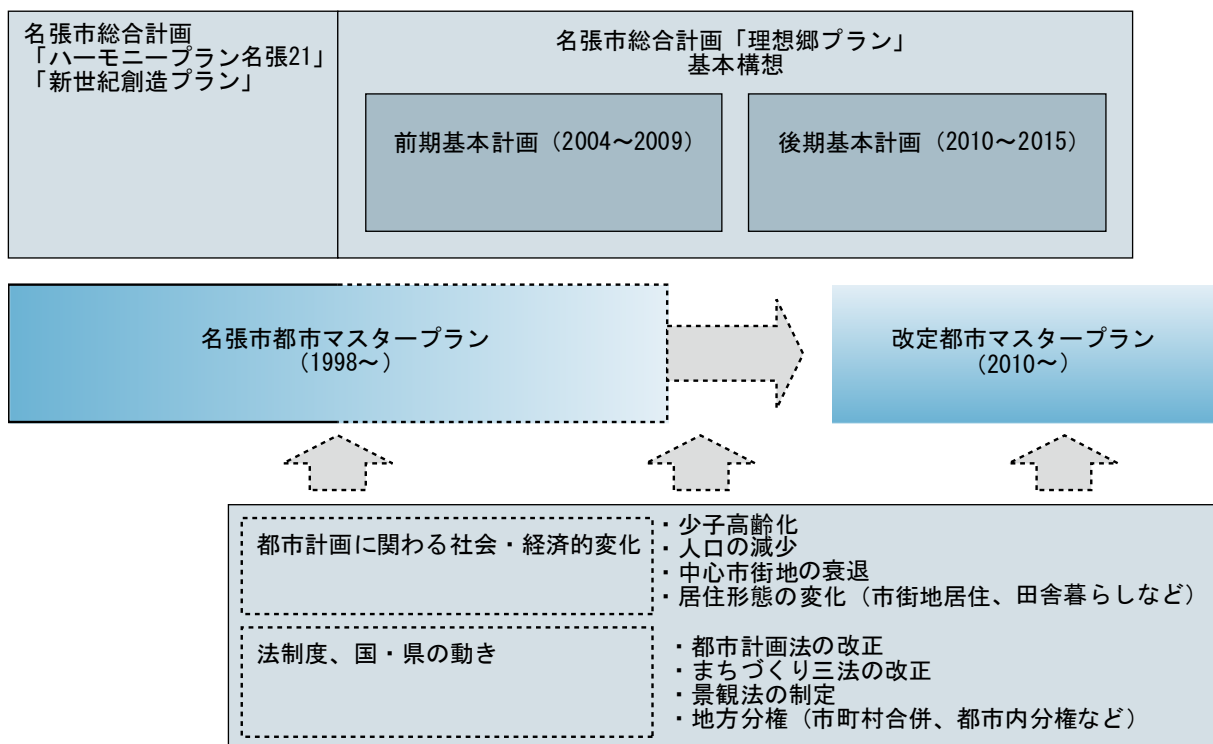 名張市総合計画
「ハーモニープラン名張21」
「新世紀創造プラン」
名張市総合計画「理想郷プラン」
基本構想
前期基本計画（2004〜2009）
後期基本計画（2010〜2015）
名張市都市マスタープラン
（1998〜）
改定都市マスタープラン
（2010〜）
都市計画に関わる社会・経済的変化
・少子高齢化
・人口の減少
・中心市街地の衰退
・居住形態の変化（市街地居住、田舎暮らしなど）
法制度、国・県の動き
・都市計画法の改正
・まちづくり三法の改正
・景観法の制定
・地方分権（市町村合併、都市内分権など）